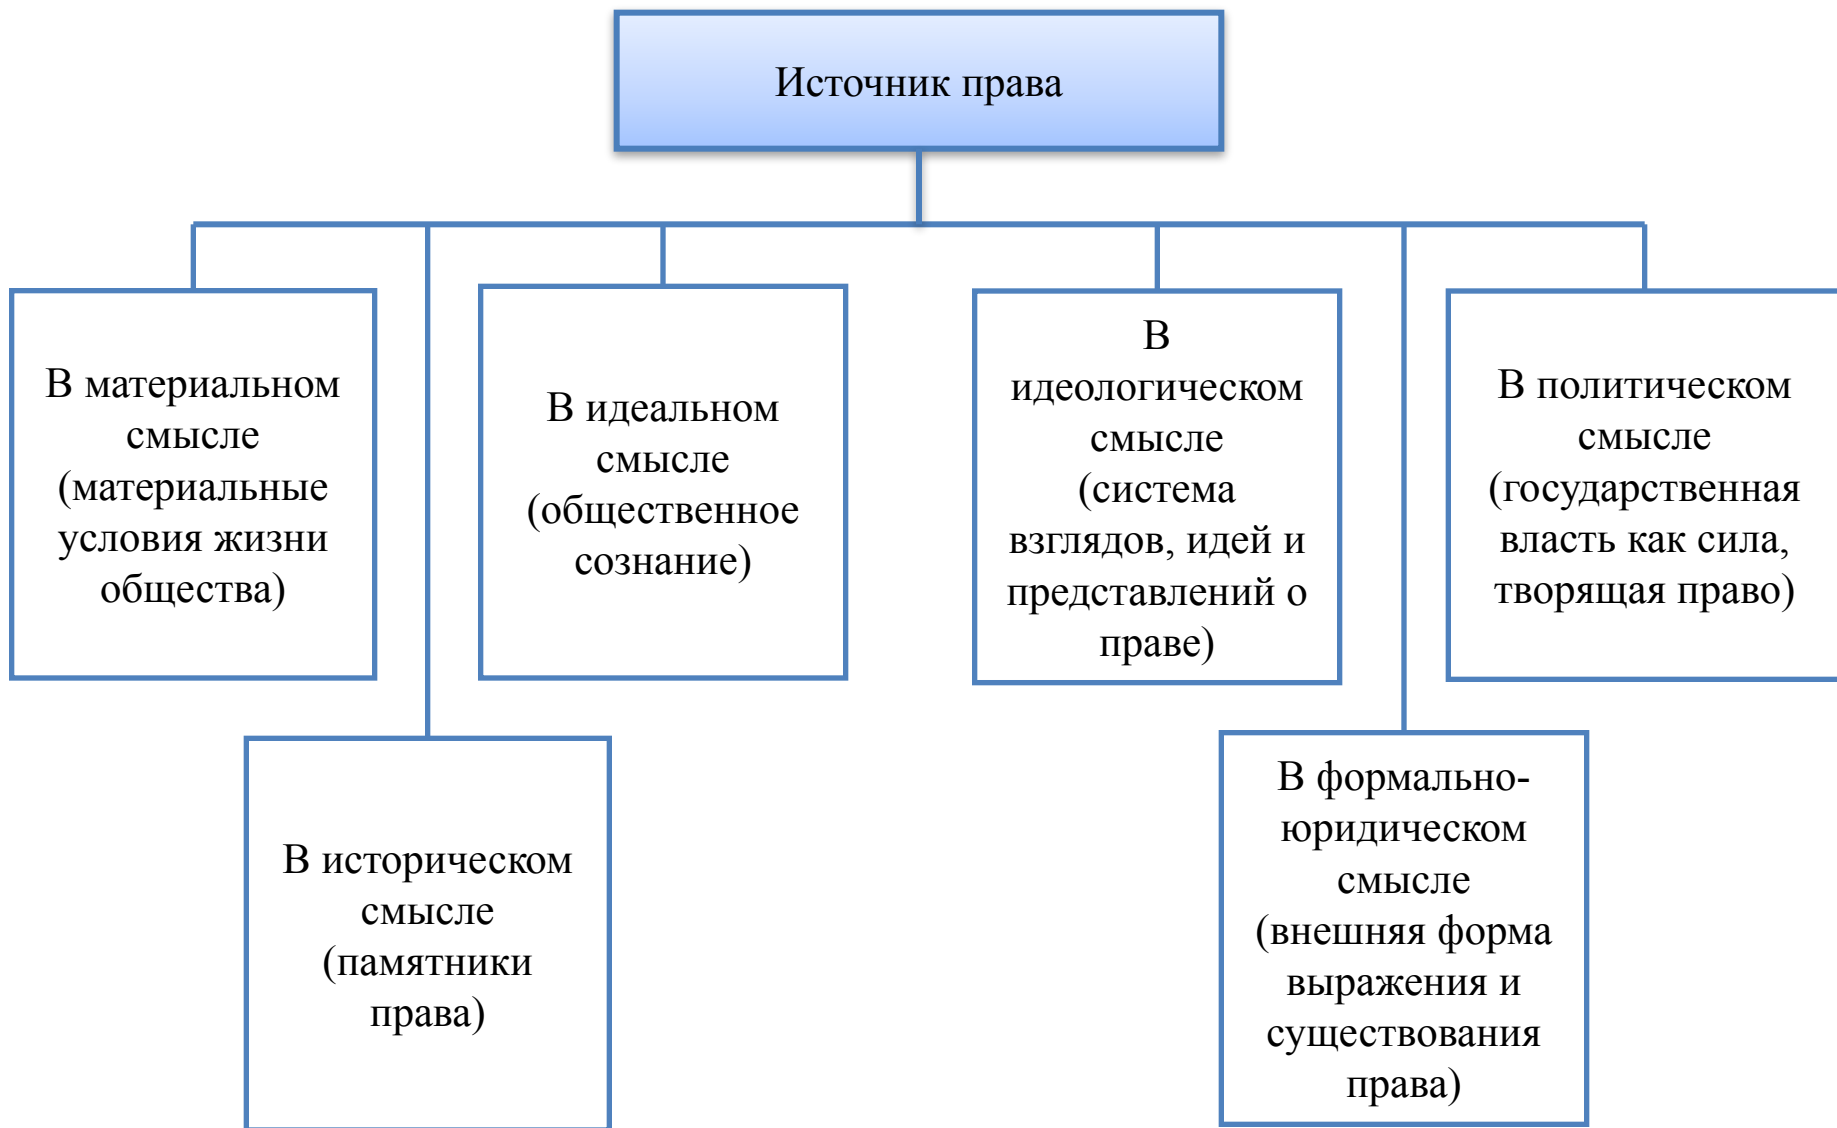 Источник права
В материальном
смысле
(материальные
условия жизни
общества)
В идеальном
смысле
(общественное
сознание)
В
идеологическом
смысле
(система
взглядов, идей и
представлений о
праве)
В политическом
смысле
(государственная
власть как сила,
творящая право)
В историческом
смысле
(памятники
права)
В формально-
юридическом
смысле
(внешняя форма
выражения и
существования
права)